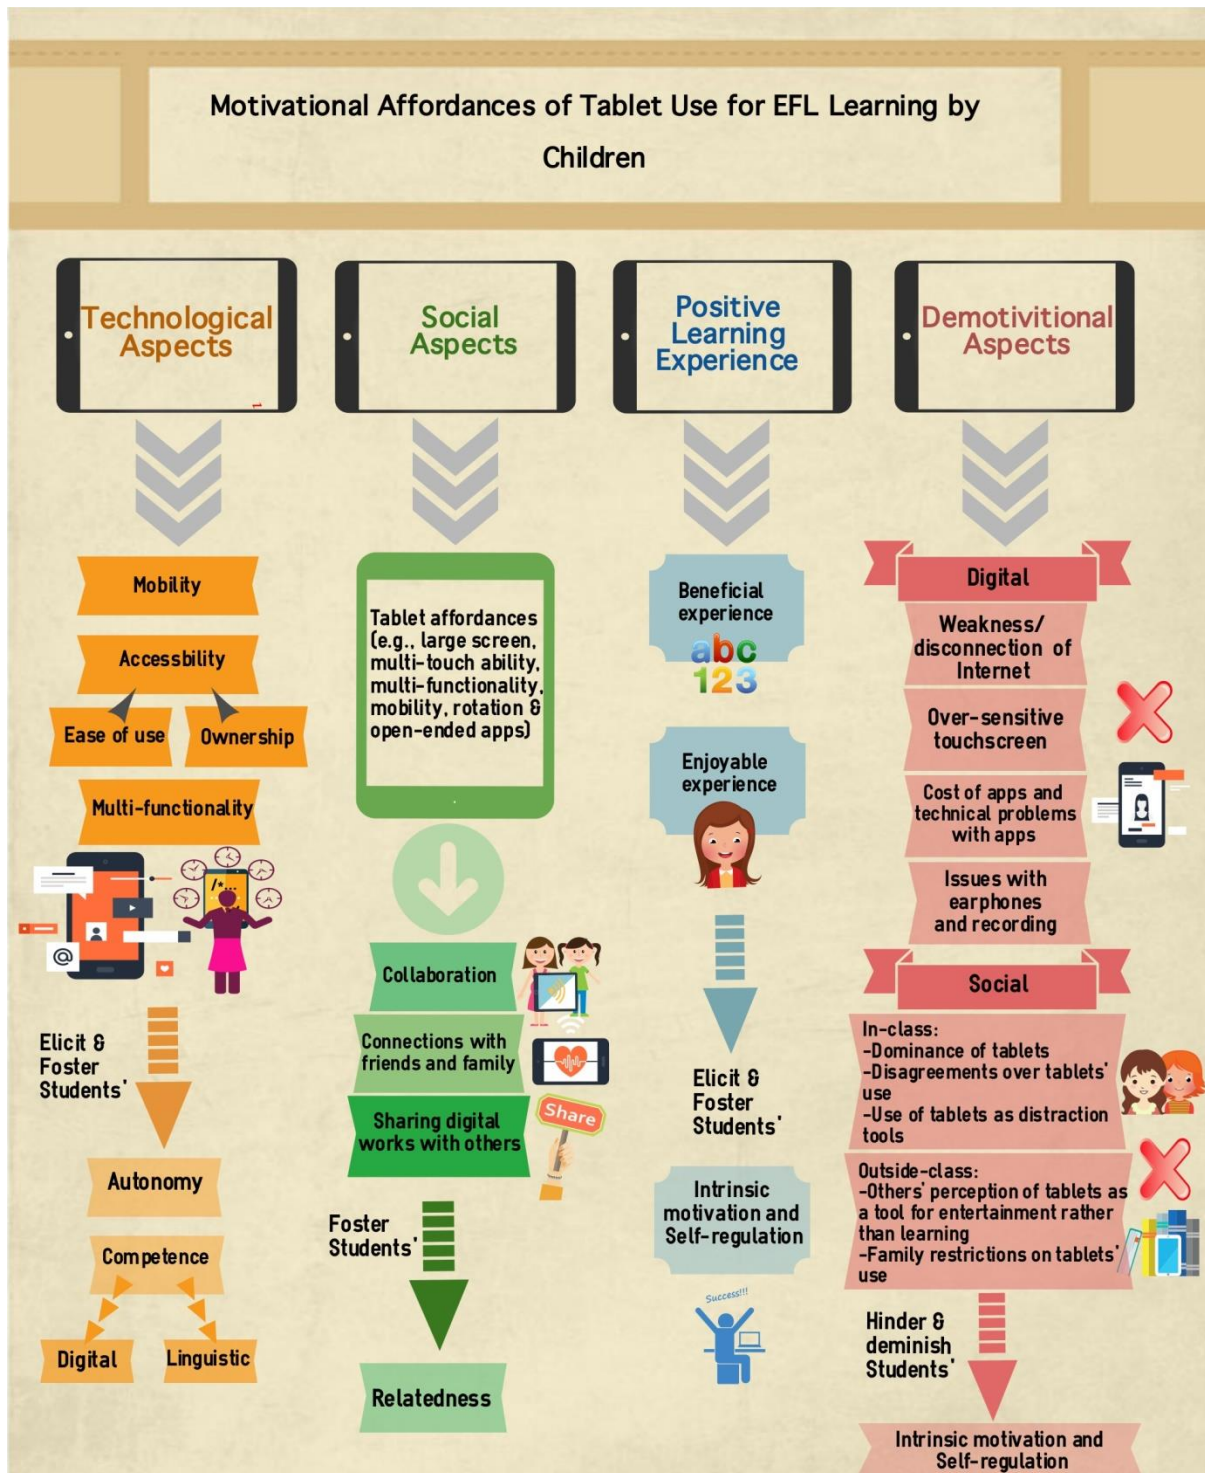 Motivational Affordances of Tablet Use for EFL Learning by
Children
Technological
Aspects
1
Mobility
Accessbility
Ease of use
Ownership
Multi-functionality
/*...
@
Elicit &
Foster
Students'
Autonomy
Competence
Digital
Linguistic
Social
Aspects
Tablet affordances
(e.g., large screen,
multi-touch ability,
multi-functionality,
mobility, rotation &
open-ended apps)
Collaboration
Connections with
friends and family
Sharing digital
works with others
Share
Foster
Students'
Relatedness
Positive
Learning
Experience
Beneficial
experience
abc
123
Enjoyable
experience
Elicit &
Foster
Students'
Intrinsic
motivation and
Self-regulation
Success!!!
Demotivitional
Aspects
Digital
Weakness/
disconnection of
Internet
Over-sensitive
touchscreen
Cost of apps and
technical problems
with apps
Issues with
earphones
and recording
Social
In-class:
-Dominance of tablets
-Disagreements over tablets'
use
-Use of tablets as distraction
tools
Outside-class:
-Others' perception of tablets as
a tool for entertainment rather
than learning
-Family restrictions on tablets'
use
Hinder &
deminish
Students'
Intrinsic motivation and
Self-regulation